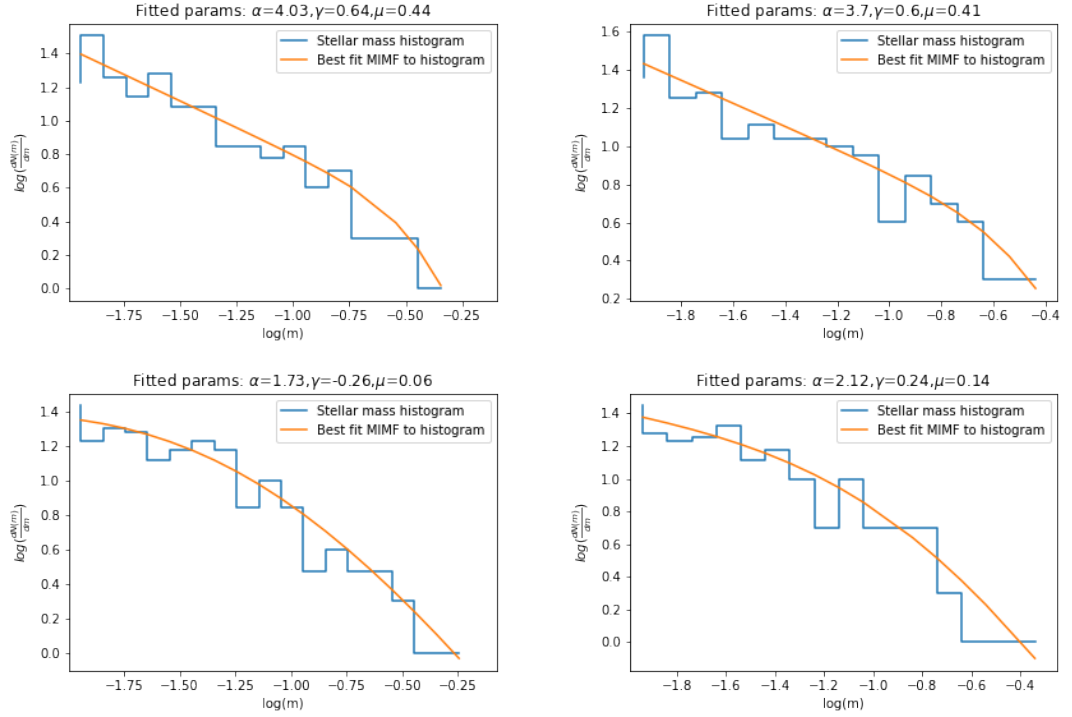 Fitted params: α=4.03,γ=0.64,μ=0.44
Stellar mass histogram
Best fit MIMF to histogram
1.4
1.2
1.0
0.8
0.6
0.4
0.2
0.0
log(dN(m)/dm)
−1.75 −1.50 −1.25 −1.00 −0.75 −0.50 −0.25
log(m)
Fitted params: α=3.7,γ=0.6,μ=0.41
Stellar mass histogram
Best fit MIMF to histogram
1.6
1.4
1.2
1.0
0.8
0.6
0.4
0.2
log(dN(m)/dm)
−1.8 −1.6 −1.4 −1.2 −1.0 −0.8 −0.6 −0.4
log(m)
Fitted params: α=1.73,γ=-0.26,μ=0.06
Stellar mass histogram
Best fit MIMF to histogram
1.4
1.2
1.0
0.8
0.6
0.4
0.2
0.0
log(dN(m)/dm)
−1.75 −1.50 −1.25 −1.00 −0.75 −0.50 −0.25
log(m)
Fitted params: α=2.12,γ=0.24,μ=0.14
Stellar mass histogram
Best fit MIMF to histogram
1.4
1.2
1.0
0.8
0.6
0.4
0.2
0.0
log(dN(m)/dm)
−1.8 −1.6 −1.4 −1.2 −1.0 −0.8 −0.6 −0.4
log(m)